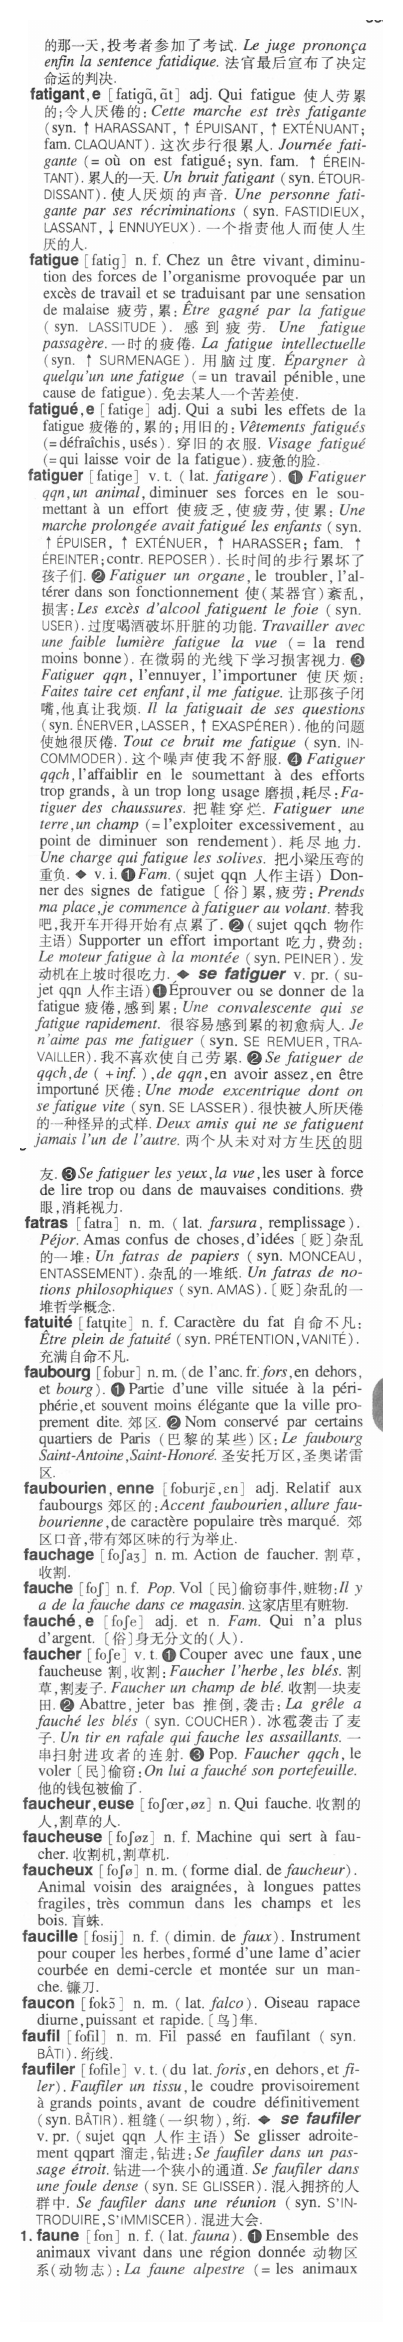 的那一天,投考者参加了考试. Le juge prononça
enfin la sentence fatidique. 法官最后宣布了决定
命运的判决.
fatigant,e [fatigɑ̃,ɑ̃t] adj. Qui fatigue 使人劳累
的;令人厌倦的: Cette marche est très fatigante
(syn. ↑ HARASSANT, ↑ ÉPUISANT, ↑ EXTÉNUANT;
fam. CLAQUANT). 这次步行很累人. Journée fati-
gante (= où on est fatigué; syn. fam. ↑ ÉREIN-
TANT). 累人的一天. Un bruit fatigant (syn. ÉTOUR-
DISSANT). 使人厌烦的声音. Une personne fati-
gante par ses récriminations ( syn. FASTIDIEUX,
LASSANT, ↓ ENNUYEUX). 一个指责他人而使人生
厌的人.
fatigue [fatig] n. f. Chez un être vivant, diminu-
tion des forces de l'organisme provoquée par un
excès de travail et se traduisant par une sensation
de malaise 疲劳,累: Être gagné par la fatigue
( syn. LASSITUDE ). 感到疲劳. Une fatigue
passagère. 一时的疲倦. La fatigue intellectuelle
(syn. ↑ SURMENAGE). 用脑过度. Épargner à
quelqu'un une fatigue (= un travail pénible, une
cause de fatigue). 免去某人一个苦差使.
fatigué,e [fatige] adj. Qui a subi les effets de la
fatigue 疲倦的, 累的; 用旧的: Vêtements fatigués
(= défraîchis, usés). 穿旧的衣服. Visage fatigué
(= qui laisse voir de la fatigue). 疲惫的脸.
fatiguer [fatige] v. t. ( lat. fatigare). ❶ Fatiguer
qqn, un animal, diminuer ses forces en le sou-
mettant à un effort 使疲乏,使疲劳,使累: Une
marche prolongée avait fatigué les enfants ( syn.
↑ ÉPUISER, ↑ EXTÉNUER, ↑ HARASSER; fam. ↑
ÉREINTER; contr. REPOSER). 长时间的步行累坏了
孩子们. ❷ Fatiguer un organe, le troubler, l'al-
térer dans son fonctionnement 使(某器官)紊乱,
损害: Les excès d'alcool fatiguent le foie ( syn.
USER). 过度喝酒破坏肝脏的功能. Travailler avec
une faible lumière fatigue la vue (= la rend
moins bonne). 在微弱的光线下学习损害视力. ❸
Fatiguer qqn, l'ennuyer, l'importuner 使厌烦:
Faites taire cet enfant, il me fatigue. 让那孩子闭
嘴,他真让我烦. Il la fatiguait de ses questions
(syn. ÉNERVER, LASSER, ↑ EXASPÉRER). 他的问题
使她很厌倦. Tout ce bruit me fatigue ( syn. IN-
COMMODER). 这个噪声使我不舒服. ❹ Fatiguer
qqch, l'affaiblir en le soumettant à des efforts
trop grands, à un trop long usage 磨损,耗尽: Fa-
tiguer des chaussures. 把鞋穿烂. Fatiguer une
terre, un champ (= l'exploiter excessivement, au
point de diminuer son rendement). 耗尽地力.
Une charge qui fatigue les solives. 把小梁压弯的
重负. ◆ v. i. ❶ Fam. (sujet qqn 人作主语) Don-
ner des signes de fatigue 〔俗〕累,疲劳: Prends
ma place, je commence à fatiguer au volant. 替我
吧,我开车开得开始有点累了. ❷ ( sujet qqch 物作
主语) Supporter un effort important 吃力,费劲:
Le moteur fatigue à la montée (syn. PEINER). 发
动机在上坡时很吃力. ◆ se fatiguer v. pr. ( su-
jet qqn 人作主语) ❶ Éprouver ou se donner de la
fatigue 疲倦,感到累: Une convalescente qui se
fatigue rapidement. 很容易感到累的初愈病人. Je
n'aime pas me fatiguer ( syn. SE REMUER, TRA-
VAILLER). 我不喜欢使自己劳累. ❷ Se fatiguer de
qqch, de ( + inf. ), de qqn, en avoir assez, en être
importuné 厌倦: Une mode excentrique dont on
se fatigue vite (syn. SE LASSER). 很快被人所厌倦
的一种怪异的式样. Deux amis qui ne se fatiguent
jamais l'un de l'autre. 两个从未对对方生厌的朋
友. ❸ Se fatiguer les yeux, la vue, les user à force
de lire trop ou dans de mauvaises conditions. 费
眼,消耗视力.
fatras [fatra] n. m. ( lat. farsura, remplissage).
Péjor. Amas confus de choses, d'idées 〔贬〕杂乱
的一堆: Un fatras de papiers ( syn. MONCEAU,
ENTASSEMENT). 杂乱的一堆纸. Un fatras de no-
tions philosophiques (syn. AMAS). 〔贬〕杂乱的一
堆哲学概念.
fatuité [fatɥite] n. f. Caractère du fat 自命不凡:
Être plein de fatuité (syn. PRÉTENTION, VANITÉ).
充满自命不凡.
faubourg [fobur] n. m. (de l'anc. fr. fors, en dehors,
et bourg). ❶ Partie d'une ville située à la péri-
phérie, et souvent moins élégante que la ville pro-
prement dite. 郊区. ❷ Nom conservé par certains
quartiers de Paris (巴黎的某些)区: Le faubourg
Saint-Antoine, Saint-Honoré. 圣安托万区,圣奥诺雷
区.
faubourien, enne [foburjɛ̃, ɛn] adj. Relatif aux
faubourgs 郊区的: Accent faubourien, allure fau-
bourienne, de caractère populaire très marqué. 郊
区口音,带有郊区味的行为举止.
fauchage [foʃaʒ] n. m. Action de faucher. 割草,
收割.
fauche [foʃ] n. f. Pop. Vol 〔民〕偷窃事件,赃物: Il y
a de la fauche dans ce magasin. 这家店里有赃物.
fauché,e [foʃe] adj. et n. Fam. Qui n'a plus
d'argent. 〔俗〕身无分文的(人).
faucher [foʃe] v. t. ❶ Couper avec une faux, une
faucheuse 割,收割: Faucher l'herbe, les blés. 割
草,割麦子. Faucher un champ de blé. 收割一块麦
田. ❷ Abattre, jeter bas 推倒,袭击: La grêle a
fauché les blés ( syn. COUCHER). 冰雹袭击了麦
子. Un tir en rafale qui fauche les assaillants. 一
串扫射进攻者的连射. ❸ Pop. Faucher qqch, le
voler 〔民〕偷窃: On lui a fauché son portefeuille.
他的钱包被偷了.
faucheur,euse [foʃœr, øz] n. Qui fauche. 收割的
人,割草的人.
faucheuse [foʃøz] n. f. Machine qui sert à fau-
cher. 收割机,割草机.
faucheux [foʃø] n. m. (forme dial. de faucheur).
Animal voisin des araignées, à longues pattes
fragiles, très commun dans les champs et les
bois. 盲蛛.
faucille [fosij] n. f. ( dimin. de faux). Instrument
pour couper les herbes, formé d'une lame d'acier
courbée en demi-cercle et montée sur un man-
che. 镰刀.
faucon [fokɔ̃] n. m. ( lat. falco). Oiseau rapace
diurne, puissant et rapide. 〔鸟〕隼.
faufil [fofil] n. m. Fil passé en faufilant ( syn.
BÂTI). 绗线.
faufiler [fofile] v. t. (du lat. foris, en dehors, et fi-
ler). Faufiler un tissu, le coudre provisoirement
à grands points, avant de coudre définitivement
(syn. BÂTIR). 粗缝(一织物),绗. ◆ se faufiler
v. pr. (sujet qqn 人作主语) Se glisser adroite-
ment qqpart 溜走,钻进: Se faufiler dans un pas-
sage étroit. 钻进一个狭小的通道. Se faufiler dans
une foule dense (syn. SE GLISSER). 混入拥挤的人
群中. Se faufiler dans une réunion ( syn. S'IN-
TRODUIRE, S'IMMISCER). 混进大会.
1. faune [fon] n. f. (lat. fauna). ❶ Ensemble des
animaux vivant dans une région donnée 动物区
系(动物志): La faune alpestre (= les animaux